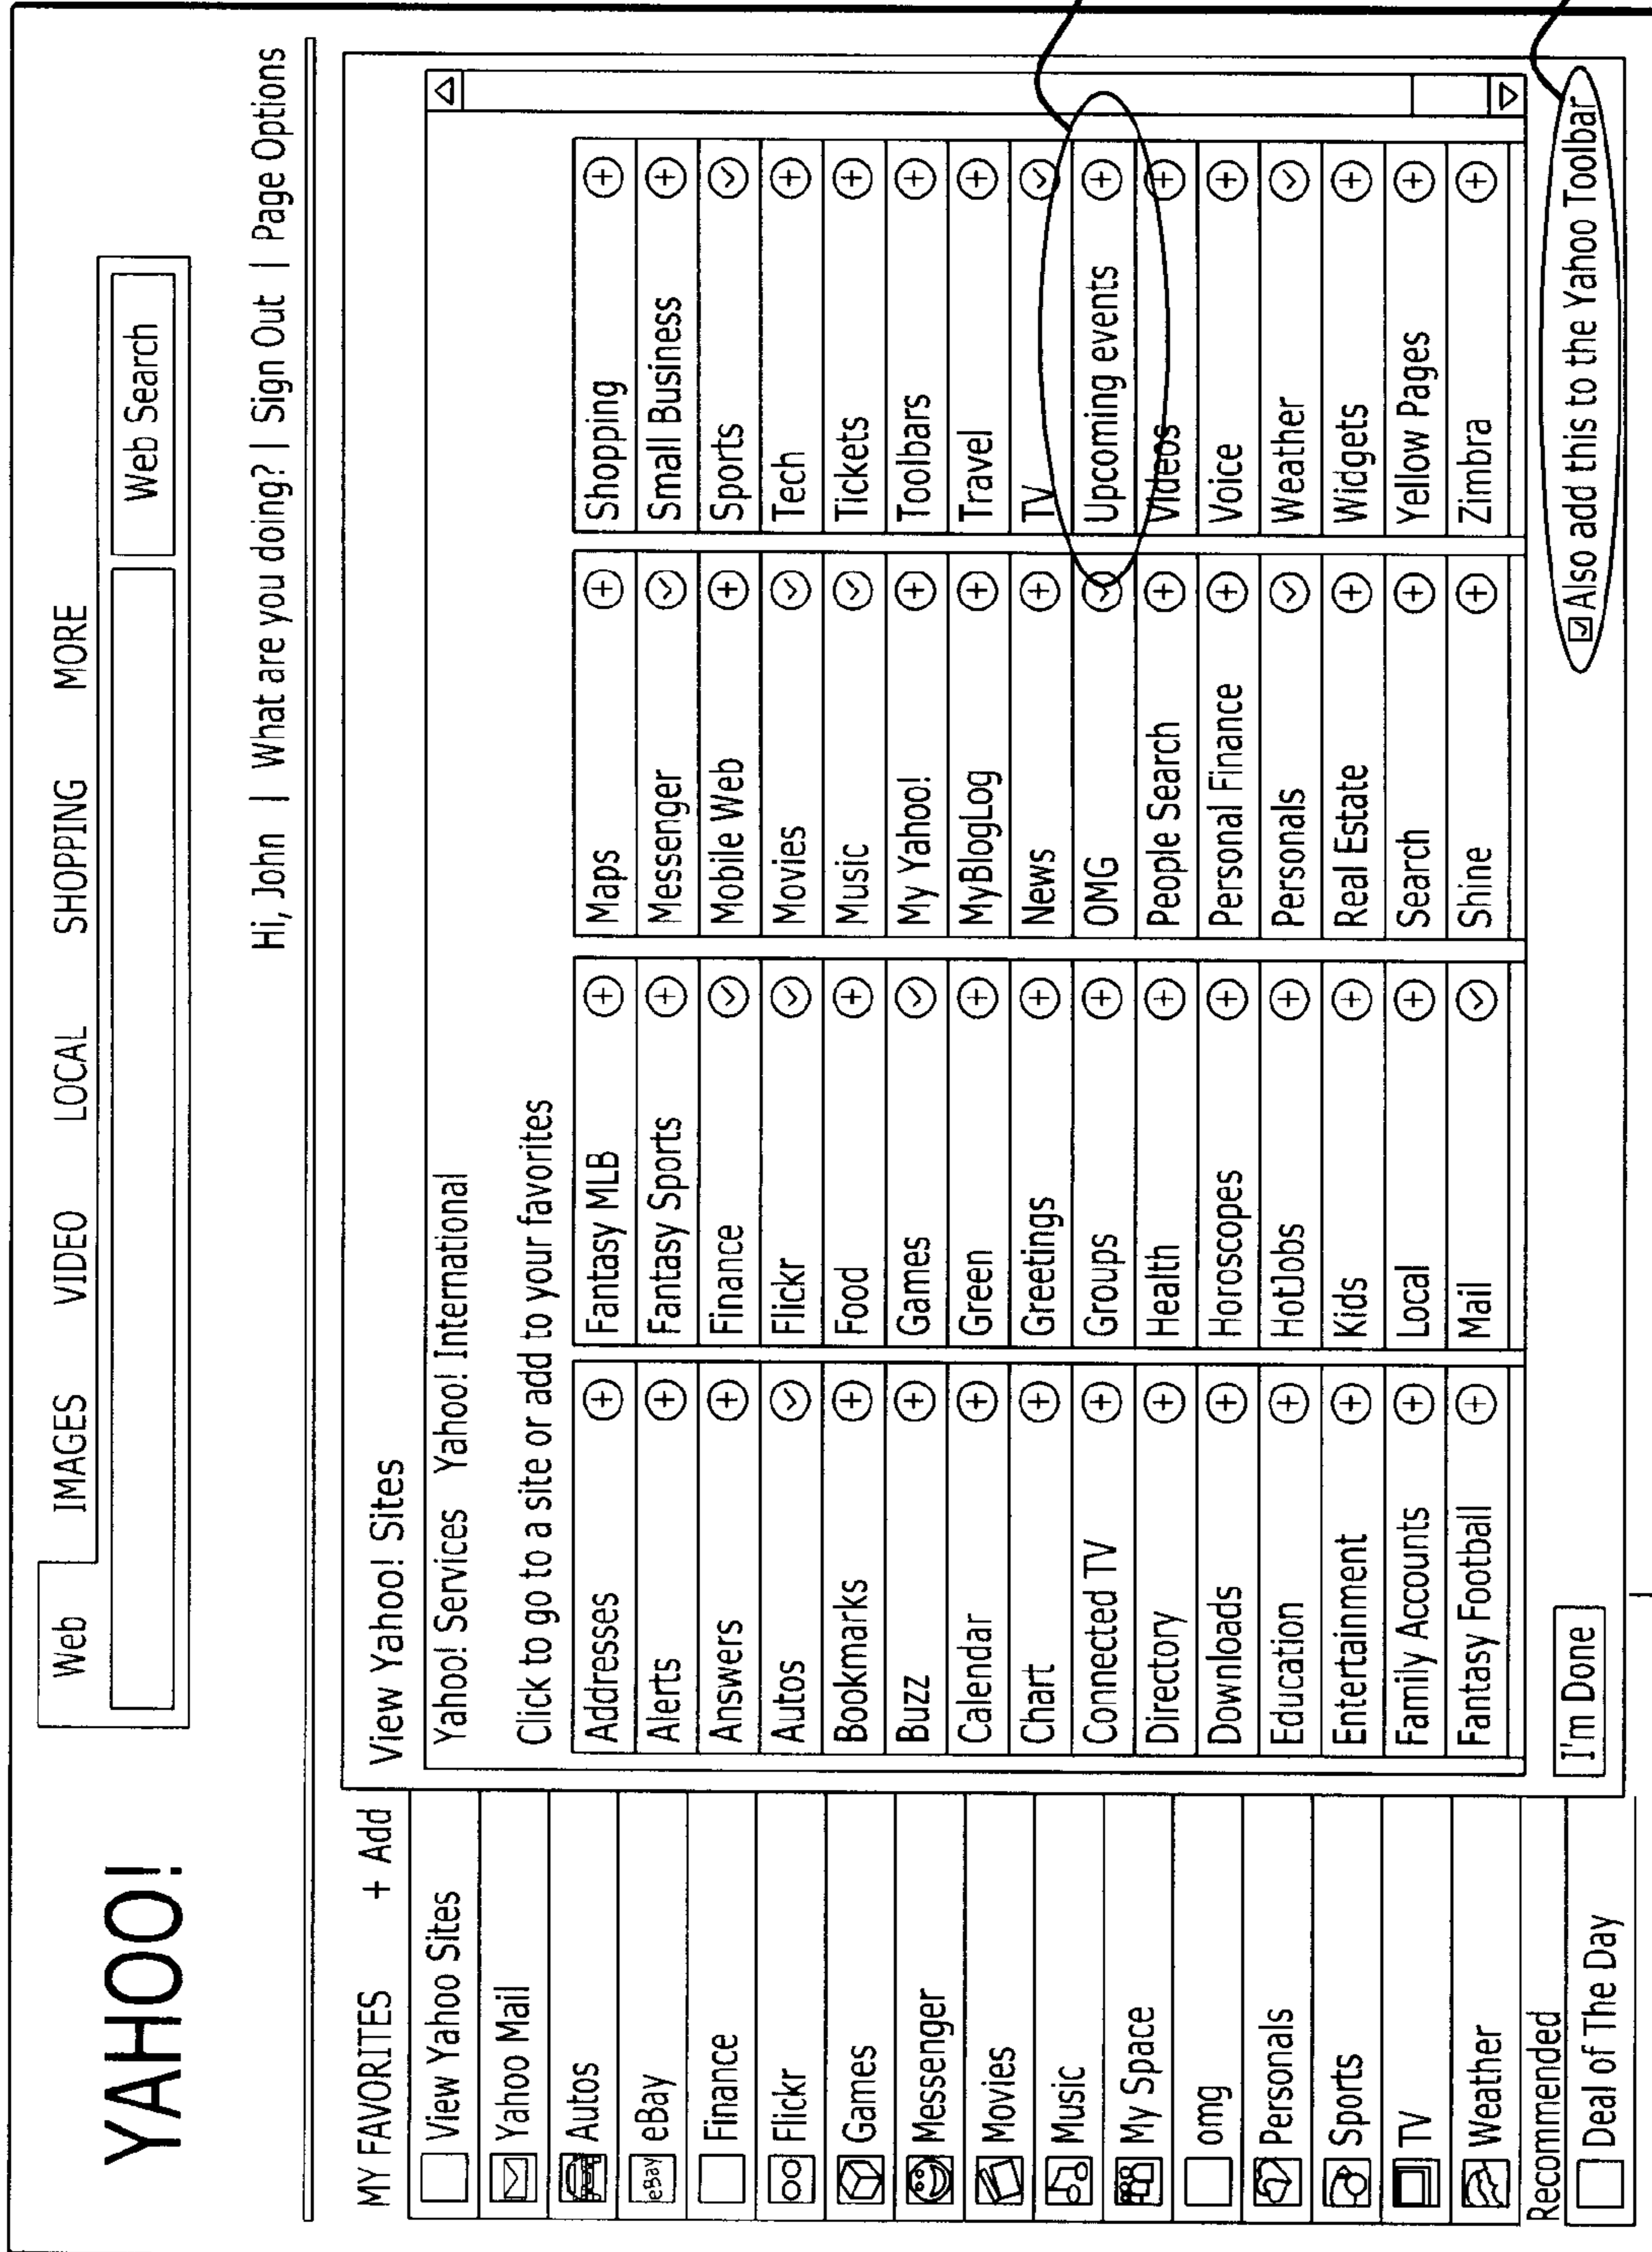 YAHOO!
Web IMAGES VIDEO LOCAL SHOPPING MORE
Web Search
Hi, John | What are you doing? | Sign Out | Page Options
MY FAVORITES + Add
View Yahoo Sites
Yahoo Mail
Autos
eBay eBay
Finance
Flickr
Games
Messenger
Movies
Music
My Space
omg
Personals
Sports
TV
Weather
Recommended
Deal of The Day
View Yahoo! Sites
Yahoo! Services Yahoo! International
Click to go to a site or add to your favorites
Addresses
Alerts
Answers
Autos
Bookmarks
Buzz
Calendar
Chart
Connected TV
Directory
Downloads
Education
Entertainment
Family Accounts
Fantasy Football
Fantasy MLB
Fantasy Sports
Finance
Flickr
Food
Games
Green
Greetings
Groups
Health
Horoscopes
HotJobs
Kids
Local
Mail
Maps
Messenger
Mobile Web
Movies
Music
My Yahoo!
MyBlogLog
News
OMG
People Search
Personal Finance
Personals
Real Estate
Search
Shine
Shopping
Small Business
Sports
Tech
Tickets
Toolbars
Travel
TV
Upcoming events
Videos
Voice
Weather
Widgets
Yellow Pages
Zimbra
I'm Done
Also add this to the Yahoo Toolbar